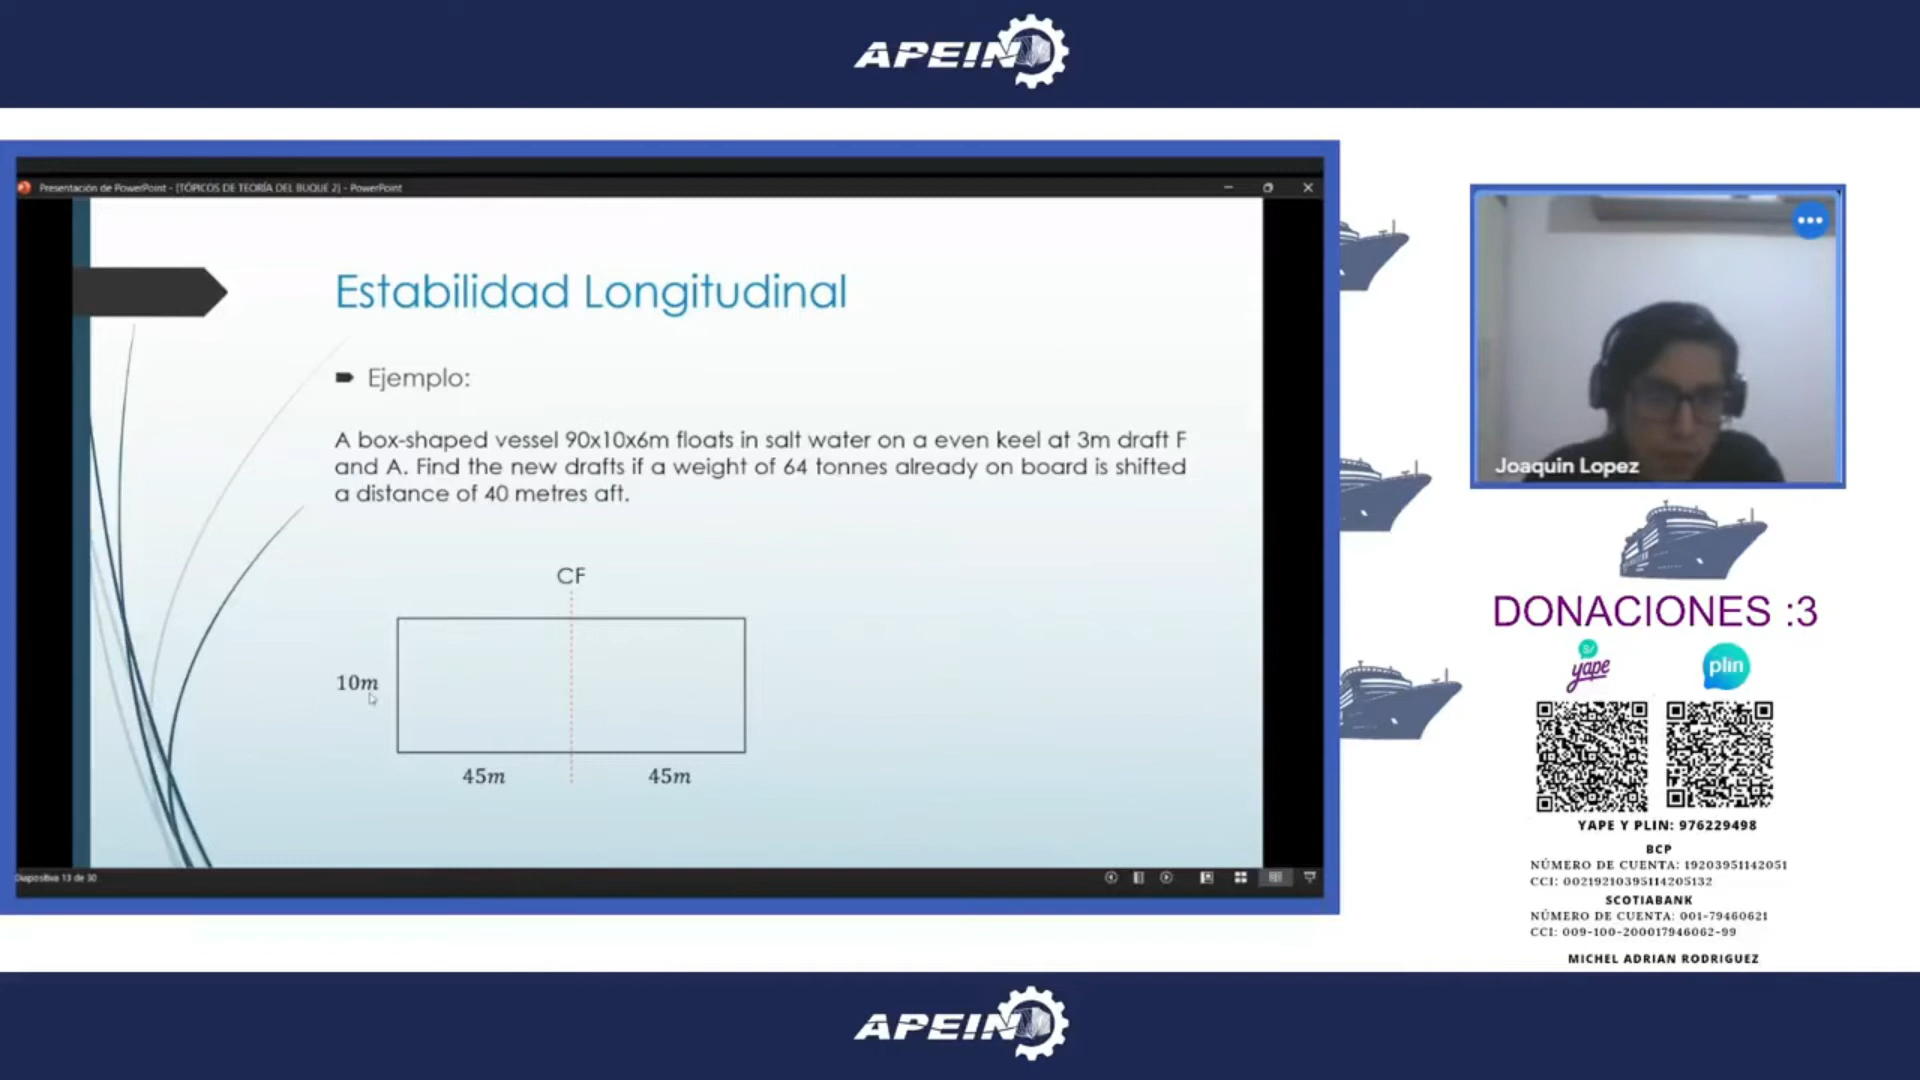 APEIN
Presentación de PowerPoint - [TÓPICOS DE TEORÍA DEL BUQUE 2] - PowerPoint
Estabilidad Longitudinal
Ejemplo:
A box-shaped vessel 90x10x6m floats in salt water on a even keel at 3m draft F
and A. Find the new drafts if a weight of 64 tonnes already on board is shifted
a distance of 40 metres aft.
CF
10m
45m 45m
Diapositiva 13 de 30
Joaquin Lopez
DONACIONES :3
S/
yape plin
YAPE Y PLIN: 976229498
BCP
NÚMERO DE CUENTA: 19203951142051
CCI: 00219210395114205132
SCOTIABANK
NÚMERO DE CUENTA: 001-79460621
CCI: 009-100-200017946062-99
MICHEL ADRIAN RODRIGUEZ
APEIN